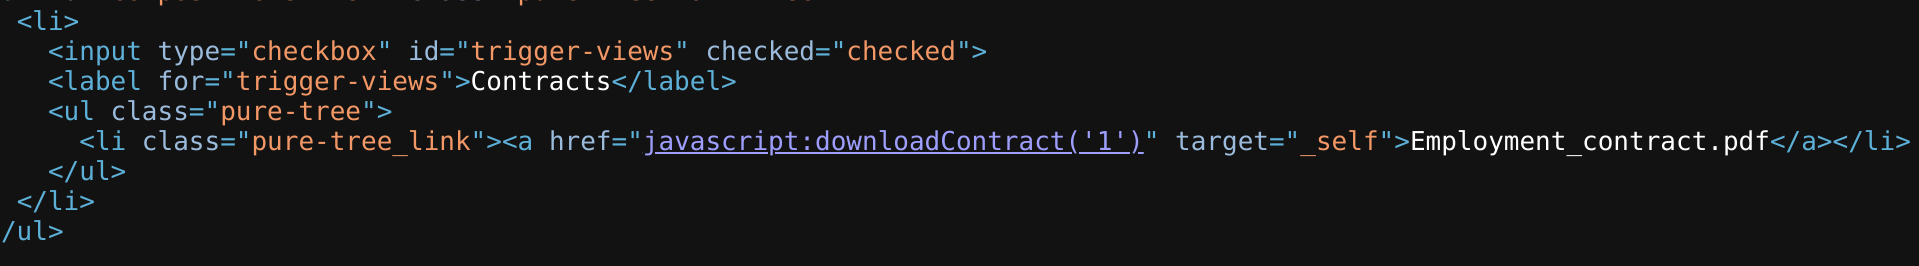 <li>
<input type="checkbox" id="trigger-views" checked="checked">
<label for="trigger-views">Contracts</label>
<ul class="pure-tree">
<li class="pure-tree_link"><a href="javascript:downloadContract('1')" target="_self">Employment_contract.pdf</a></li>
</ul>
</li>
/ul>